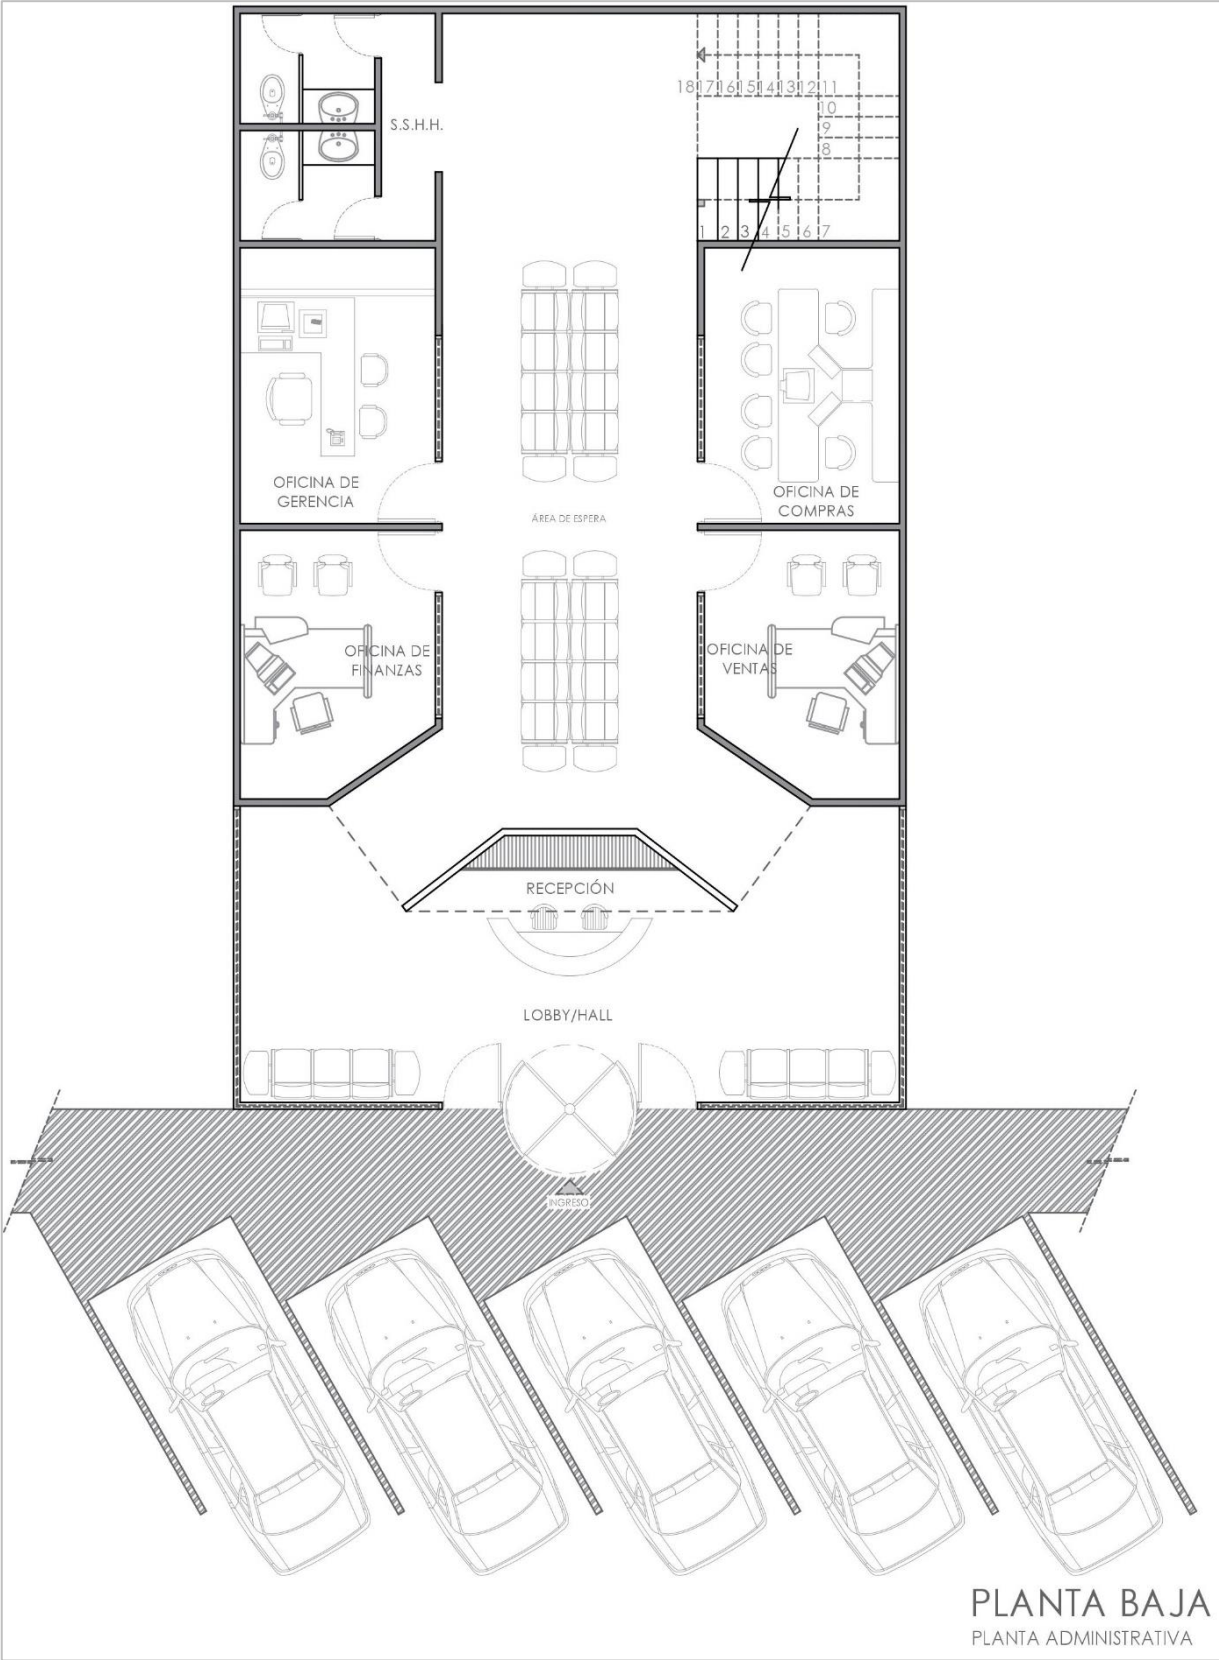 S.S.H.H.
18 17 16 15 14 13 12 11
10
9
8
1 2 3 4 5 6 7
OFICINA DE
GERENCIA
OFICINA DE
COMPRAS
ÁREA DE ESPERA
OFICINA DE
FINANZAS
OFICINA DE
VENTAS
RECEPCIÓN
LOBBY/HALL
INGRESO
PLANTA BAJA
PLANTA ADMINISTRATIVA